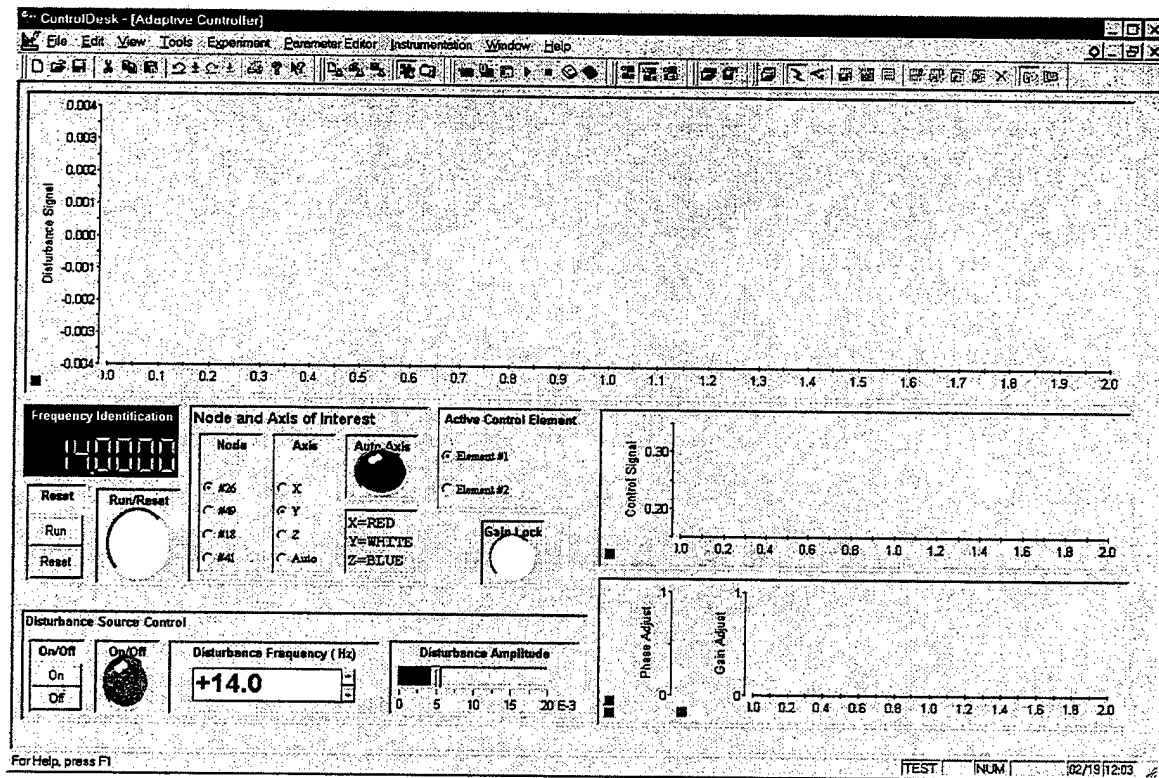 ControlDesk - [Adaptive Controller]
File Edit View Tools Experiment Parameter Editor Instrumentation Window Help
Disturbance Signal
0.004
0.003
0.002
0.001
0.000
-0.001
-0.002
-0.003
-0.004
0.0 0.1 0.2 0.3 0.4 0.5 0.6 0.7 0.8 0.9 1.0 1.1 1.2 1.3 1.4 1.5 1.6 1.7 1.8 1.9 2.0
Frequency Identification
14.0000
Reset
Run
Reset
Run/Reset
Node and Axis of Interest
Node
#26
#49
#18
#41
Axis
X
Y
Z
Auto
Auto Axis
X=RED
Y=WHITE
Z=BLUE
Active Control Element
Element #1
Element #2
Gain Lock
Control Signal
0.30
0.20
0.0 0.2 0.4 0.6 0.8 1.0 1.2 1.4 1.6 1.8 2.0
Disturbance Source Control
On/Off
On
Off
On/Off
Disturbance Frequency ( Hz)
+14.0
Disturbance Amplitude
0 5 10 15 20 E-3
Phase Adjust
1
0
Gain Adjust
1
0
0.0 0.2 0.4 0.6 0.8 1.0 1.2 1.4 1.6 1.8 2.0
For Help, press F1
TEST NUM 02/19 12:03